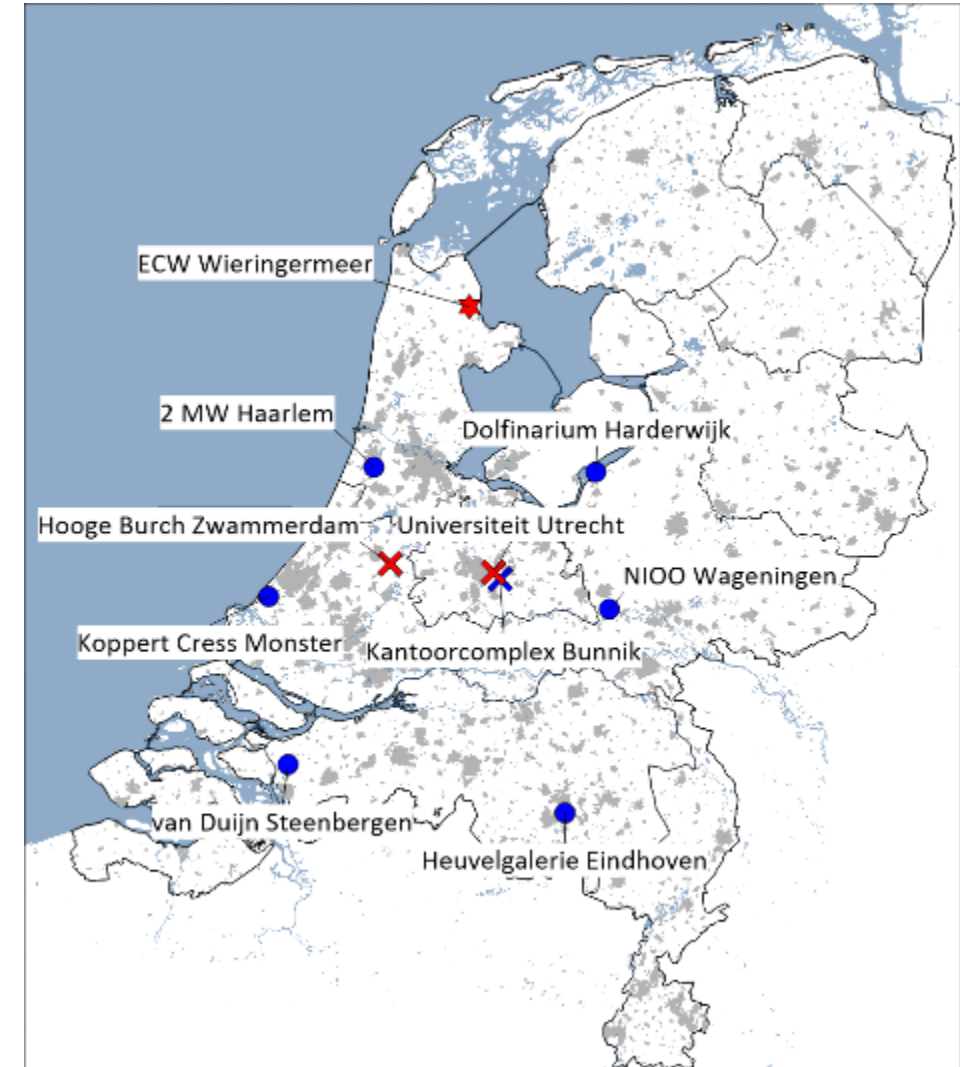 ECW Wieringermeer
2 MW Haarlem
Dolfinarium Harderwijk
Hooge Burch Zwammerdam
Universiteit Utrecht
NIOO Wageningen
Koppert Cress Monster
Kantoorcomplex Bunnik
van Duijn Steenbergen
Heuvelgalerie Eindhoven